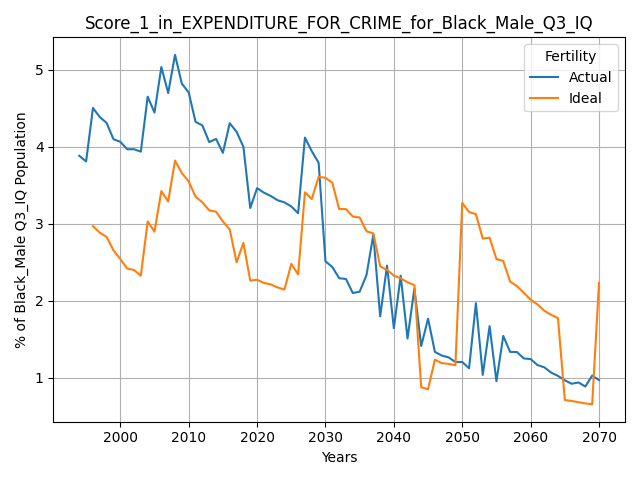 Score_1_in_EXPENDITURE_FOR_CRIME_for_Black_Male_Q3_IQ
Fertility
Actual
Ideal
% of Black_Male Q3_IQ Population
5
4
3
2
1
2000 2010 2020 2030 2040 2050 2060 2070
Years